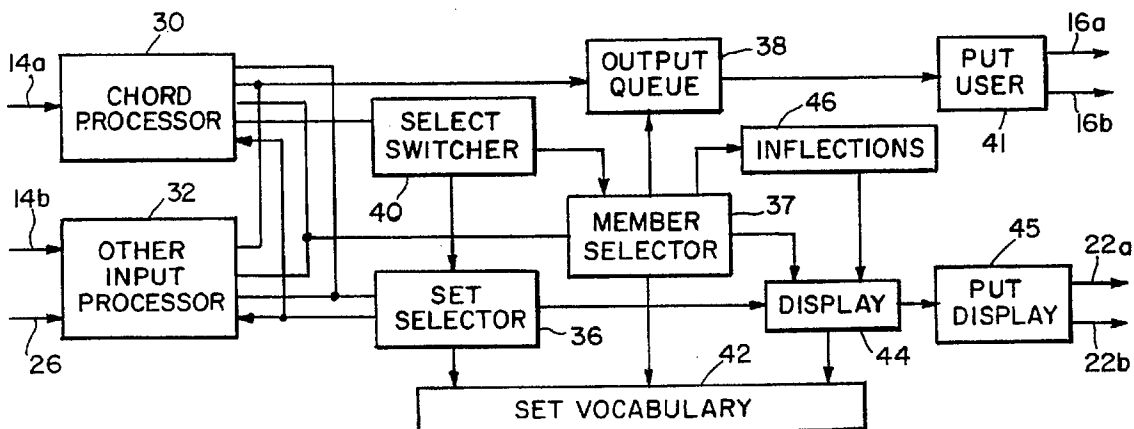 30
14a
CHORD
PROCESSOR
14b
32
OTHER
INPUT
PROCESSOR
26
SELECT
SWITCHER
40
SET
SELECTOR
36
OUTPUT
QUEUE
38
46
INFLECTIONS
MEMBER
SELECTOR
37
PUT
USER
41
16a
16b
DISPLAY
44
45
PUT
DISPLAY
22a
22b
42
SET VOCABULARY